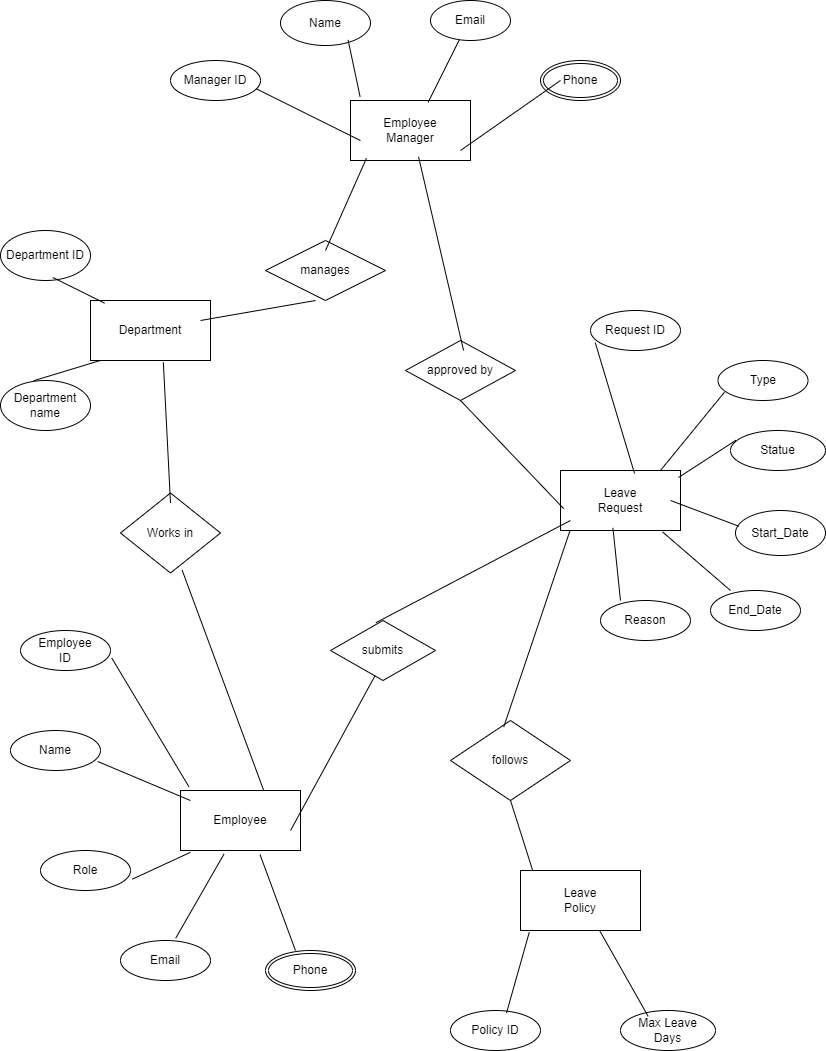 Name
Email
Manager ID
Phone
Employee
Manager
Department ID
manages
Department
Request ID
approved by
Type
Department
name
Statue
Leave
Request
Works in
Start_Date
End_Date
Reason
Employee
ID
submits
Name
follows
Employee
Role
Leave
Policy
Email
Phone
Policy ID
Max Leave
Days